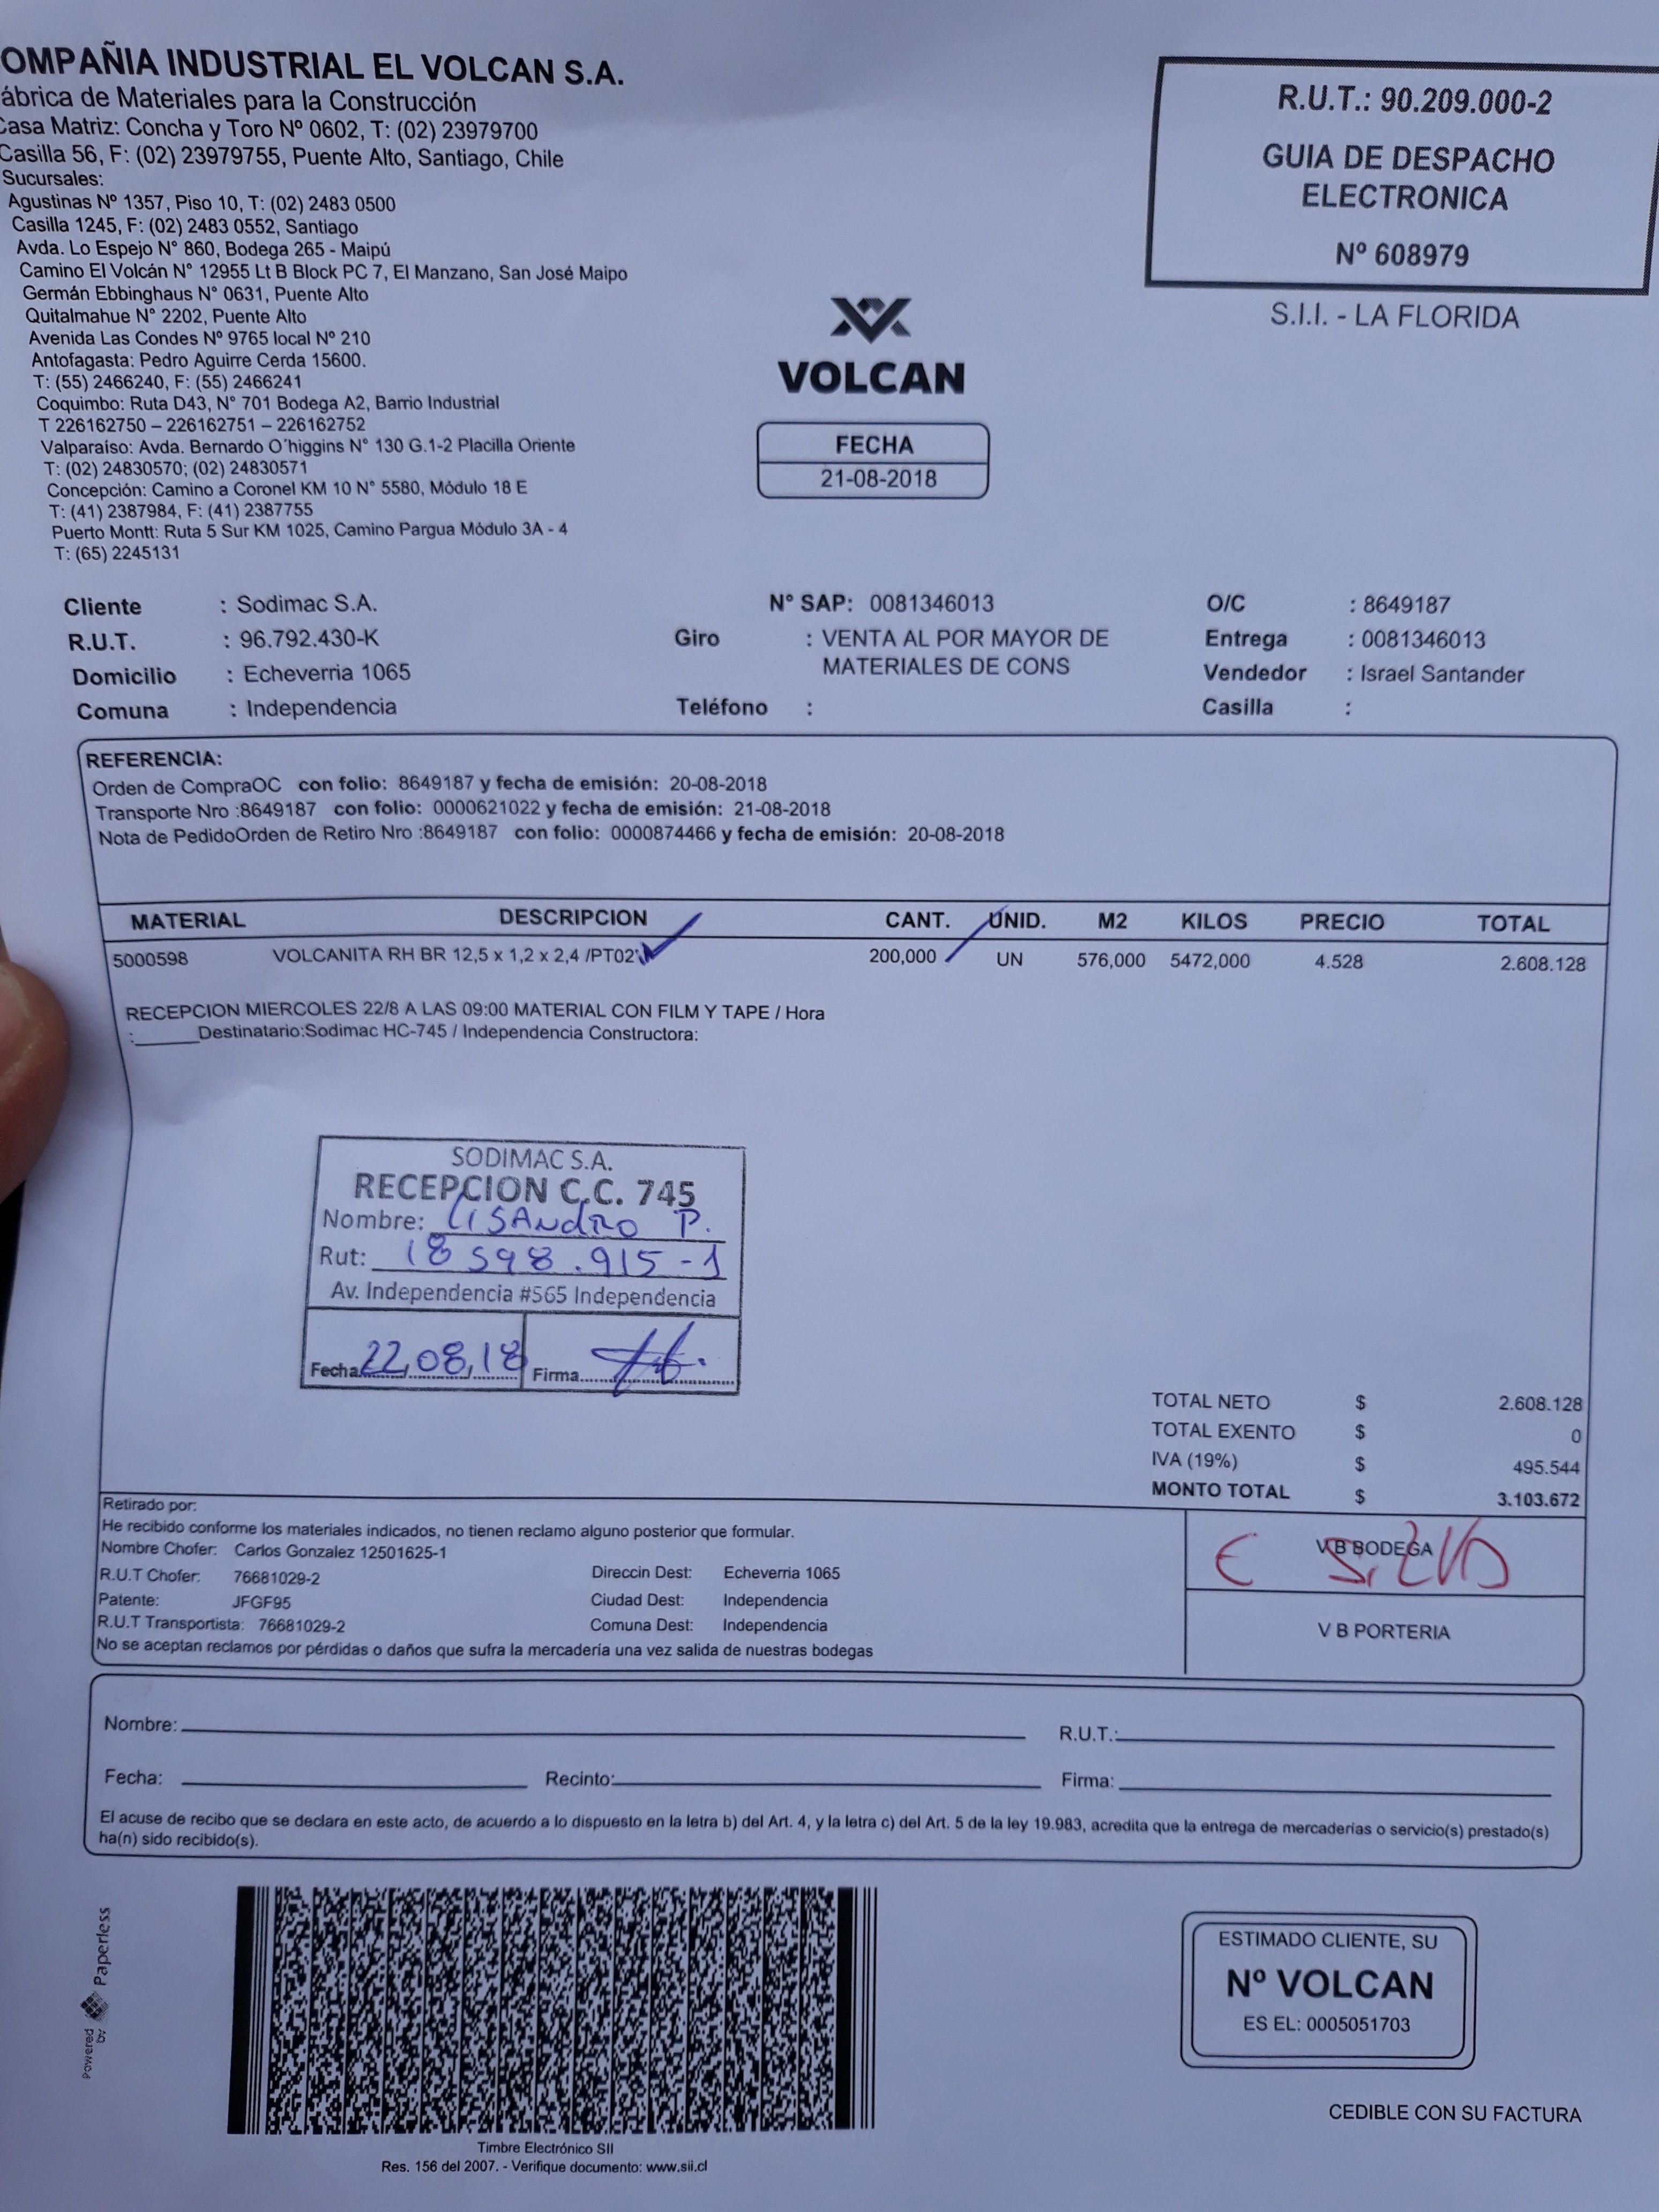 OMPAÑIA INDUSTRIAL EL VOLCAN S.A.
ábrica de Materiales para la Construcción
Casa Matriz: Concha y Toro Nº 0602, T: (02) 23979700
Casilla 56, F: (02) 23979755, Puente Alto, Santiago, Chile
Sucursales:
Agustinas Nº 1357, Piso 10, T: (02) 2483 0500
Casilla 1245, F: (02) 2483 0552, Santiago
Avda. Lo Espejo N° 860, Bodega 265 - Maipú
Camino El Volcán N° 12955 Lt B Block PC 7, El Manzano, San José Maipo
Germán Ebbinghaus N° 0631, Puente Alto
Quitalmahue N° 2202, Puente Alto
Avenida Las Condes Nº 9765 local Nº 210
Antofagasta: Pedro Aguirre Cerda 15600.
T: (55) 2466240, F: (55) 2466241
Coquimbo: Ruta D43, N° 701 Bodega A2, Barrio Industrial
T 226162750 – 226162751 – 226162752
Valparaíso: Avda. Bernardo O´higgins N° 130 G.1-2 Placilla Oriente
T: (02) 24830570; (02) 24830571
Concepción: Camino a Coronel KM 10 N° 5580, Módulo 18 E
T: (41) 2387984, F: (41) 2387755
Puerto Montt: Ruta 5 Sur KM 1025, Camino Pargua Módulo 3A - 4
T: (65) 2245131
R.U.T.: 90.209.000-2
GUIA DE DESPACHO
ELECTRONICA
Nº 608979
S.I.I. - LA FLORIDA
VOLCAN
FECHA
21-08-2018
Cliente : Sodimac S.A. N° SAP: 0081346013 O/C : 8649187
R.U.T. : 96.792.430-K Giro : VENTA AL POR MAYOR DE Entrega : 0081346013
Domicilio : Echeverria 1065 MATERIALES DE CONS Vendedor : Israel Santander
Comuna : Independencia Teléfono : Casilla :
REFERENCIA:
Orden de CompraOC con folio: 8649187 y fecha de emisión: 20-08-2018
Transporte Nro :8649187 con folio: 0000621022 y fecha de emisión: 21-08-2018
Nota de PedidoOrden de Retiro Nro :8649187 con folio: 0000874466 y fecha de emisión: 20-08-2018
MATERIAL DESCRIPCION CANT. UNID. M2 KILOS PRECIO TOTAL
5000598 VOLCANITA RH BR 12,5 x 1,2 x 2,4 /PT02 200,000 UN 576,000 5472,000 4.528 2.608.128
RECEPCION MIERCOLES 22/8 A LAS 09:00 MATERIAL CON FILM Y TAPE / Hora
:______Destinatario:Sodimac HC-745 / Independencia Constructora:
SODIMAC S.A.
RECEPCION C.C. 745
Nombre: LISANdRO P.
Rut: 18 598.915-1
Av. Independencia #565 Independencia
Fecha 22,08,18 Firma
TOTAL NETO $ 2.608.128
TOTAL EXENTO $ 0
IVA (19%) $ 495.544
MONTO TOTAL $ 3.103.672
Retirado por:
He recibido conforme los materiales indicados, no tienen reclamo alguno posterior que formular.
Nombre Chofer: Carlos Gonzalez 12501625-1
R.U.T Chofer: 76681029-2 Direccin Dest: Echeverria 1065
Patente: JFGF95 Ciudad Dest: Independencia
R.U.T Transportista: 76681029-2 Comuna Dest: Independencia
No se aceptan reclamos por pérdidas o daños que sufra la mercadería una vez salida de nuestras bodegas
V B BODEGA
V B PORTERIA
Nombre: R.U.T.:
Fecha: Recinto: Firma:
El acuse de recibo que se declara en este acto, de acuerdo a lo dispuesto en la letra b) del Art. 4, y la letra c) del Art. 5 de la ley 19.983, acredita que la entrega de mercaderías o servicio(s) prestado(s)
ha(n) sido recibido(s).
Powered by Paperless
Timbre Electrónico SII
Res. 156 del 2007. - Verifique documento: www.sii.cl
ESTIMADO CLIENTE, SU
Nº VOLCAN
ES EL: 0005051703
CEDIBLE CON SU FACTURA